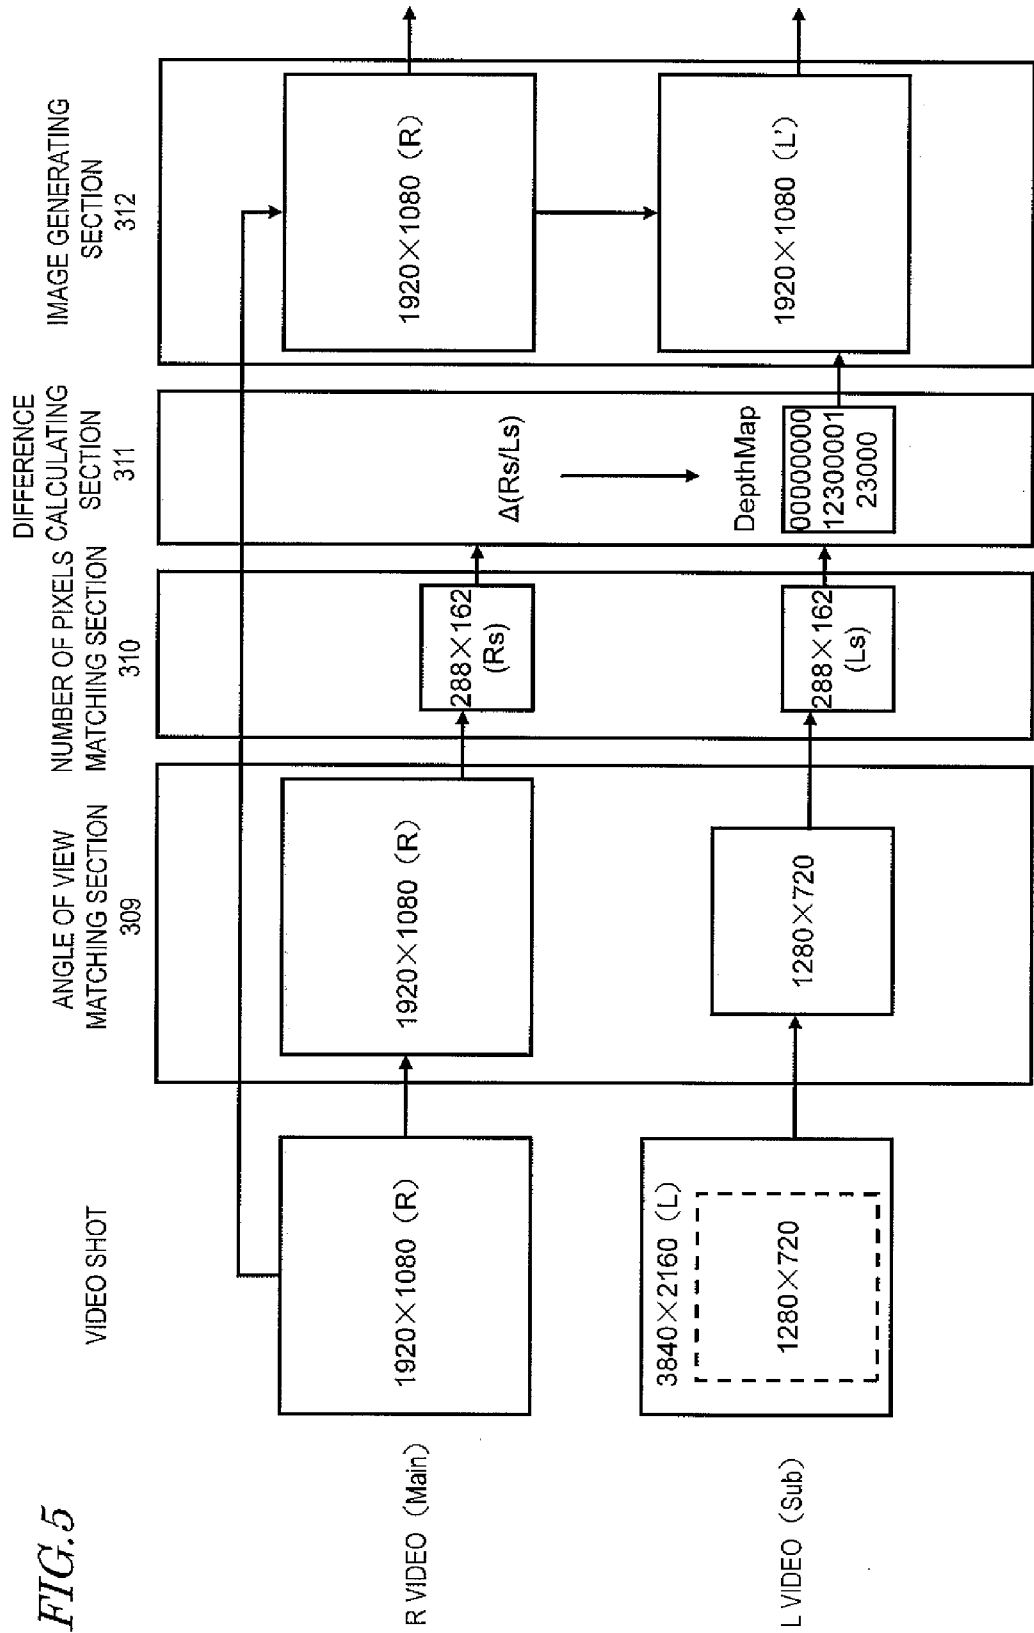 FIG.5
VIDEO SHOT
ANGLE OF VIEW
MATCHING SECTION
309
NUMBER OF PIXELS
MATCHING SECTION
310
DIFFERENCE
CALCULATING
SECTION
311
IMAGE GENERATING
SECTION
312
R VIDEO (Main)
1920×1080 (R)
1920×1080 (R)
288×162
(Rs)
Δ(Rs/Ls)
1920×1080 (R)
L VIDEO (Sub)
3840×2160 (L)
1280×720
1280×720
288×162
(Ls)
DepthMap
00000000
12300001
23000
1920×1080 (L')